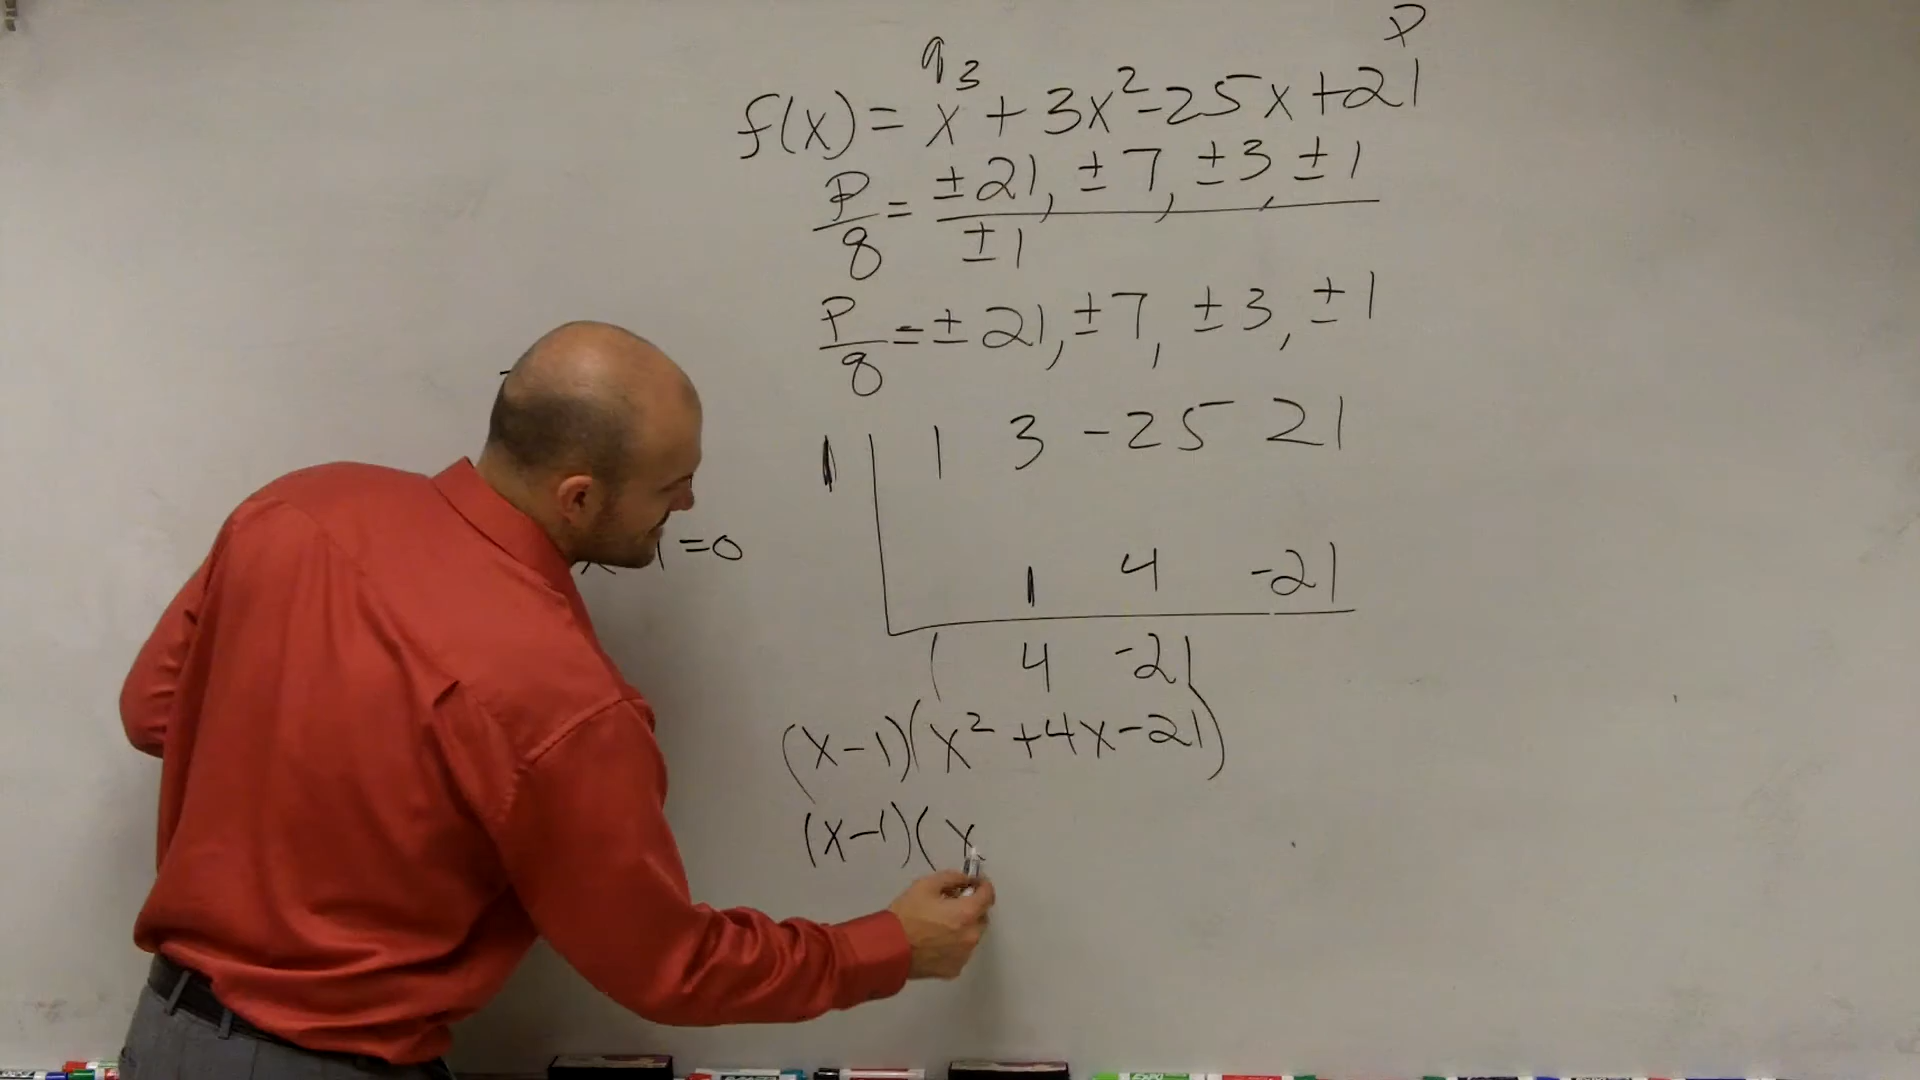 q p
f(x) = x³ + 3x² - 25x + 21
p/q = ±21, ±7, ±3, ±1 / ±1
p/q = ±21, ±7, ±3, ±1
1 | 1 3 -25 21
=0
1 4 -21
1 4 -21
(x-1)(x² + 4x - 21)
(x-1)(x